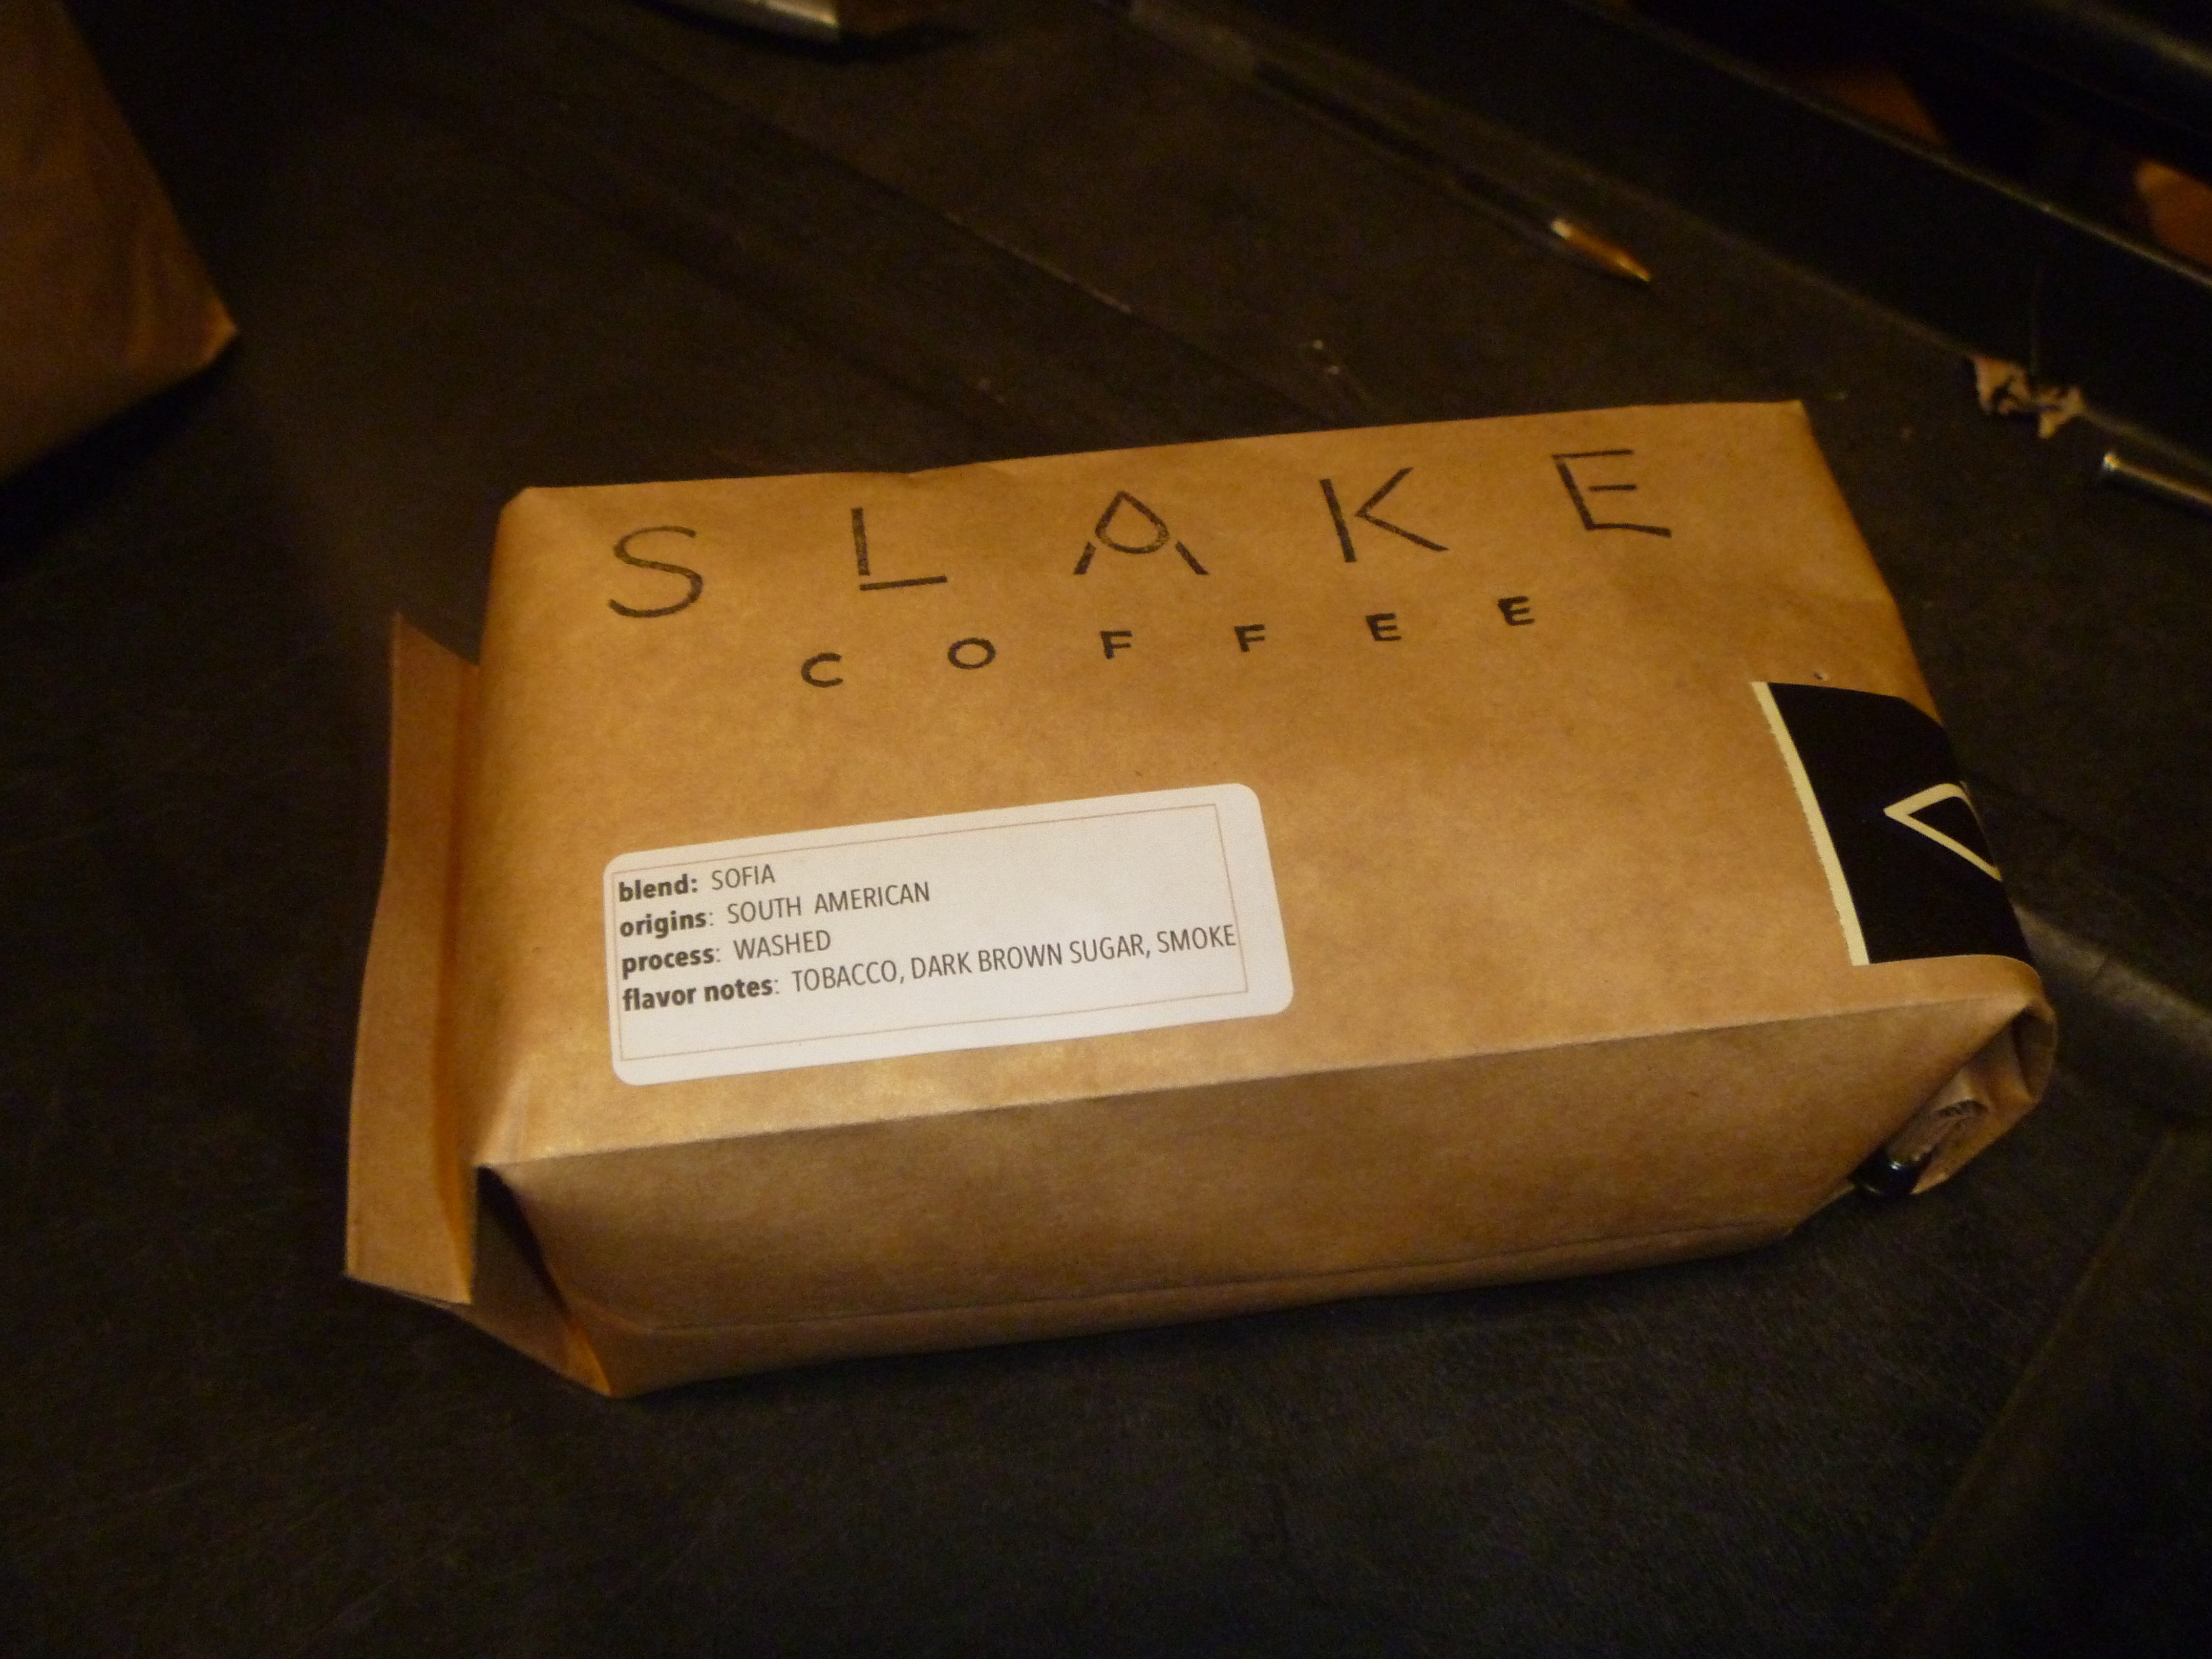 SLAKE
COFFEE
blend: SOFIA
origins: SOUTH AMERICAN
process: WASHED
flavor notes: TOBACCO, DARK BROWN SUGAR, SMOKE